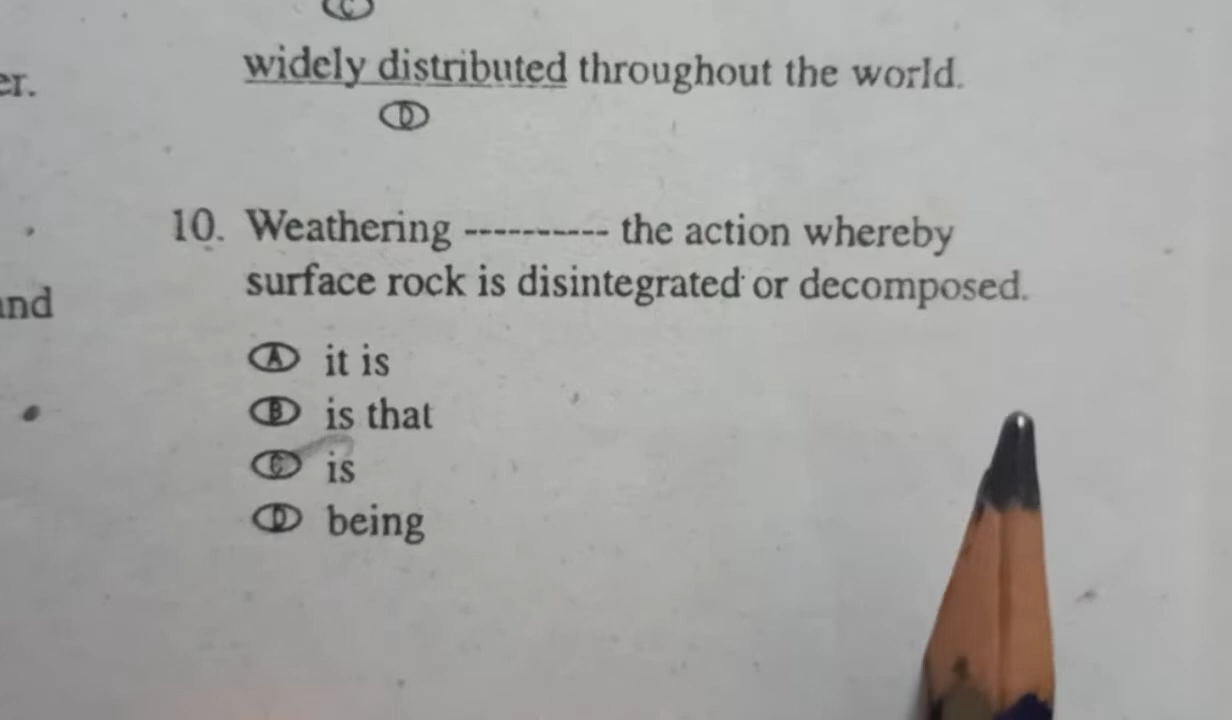 C
widely distributed throughout the world.
er.
D
10. Weathering ---------- the action whereby
surface rock is disintegrated or decomposed.
and
A it is
B is that
C is
D being